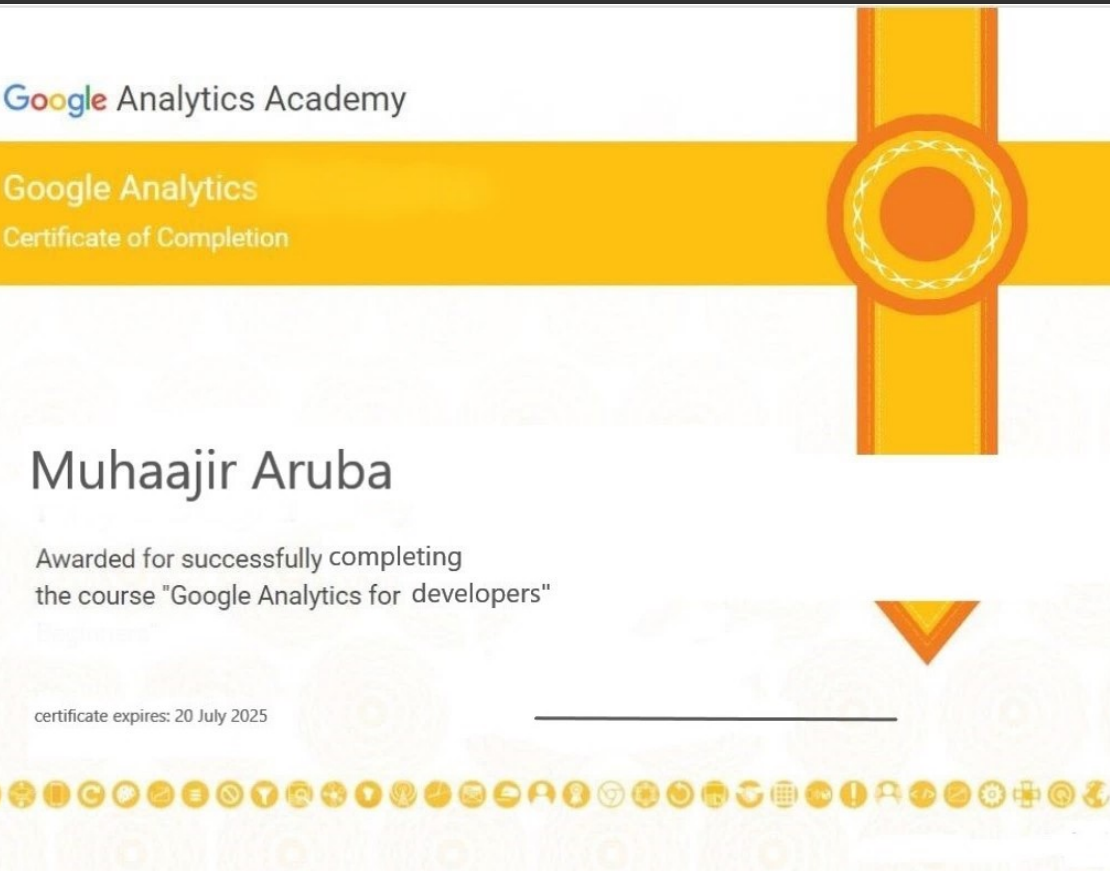 Google Analytics Academy
Google Analytics
Certificate of Completion
Muhaajir Aruba
Awarded for successfully completing
the course "Google Analytics for developers"
Beginners"
certificate expires: 20 July 2025